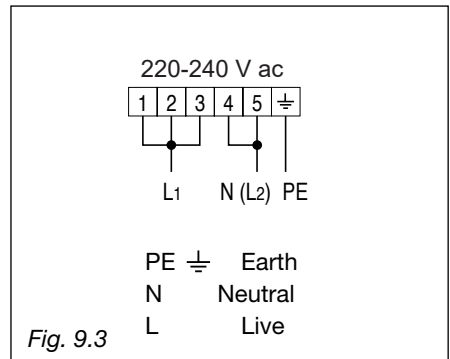 220-240 V ac
1 2 3 4 5 ⏚
L1 N (L2) PE
PE ⏚ Earth
N Neutral
L Live
Fig. 9.3